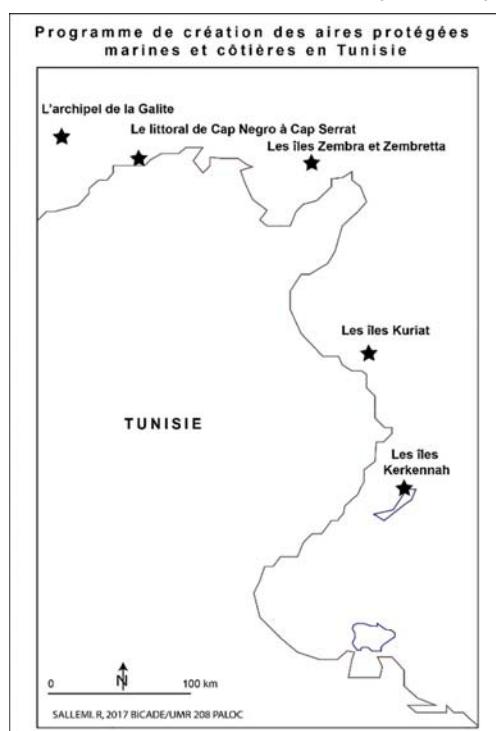 Programme de création des aires protégées
marines et côtières en Tunisie
L'archipel de la Galite
Le littoral de Cap Negro à Cap Serrat
Les îles Zembra et Zembretta
Les îles Kuriat
TUNISIE
Les îles
Kerkennah
N
0 100 km
SALLEMI. R, 2017 BICADE/UMR 208 PALOC